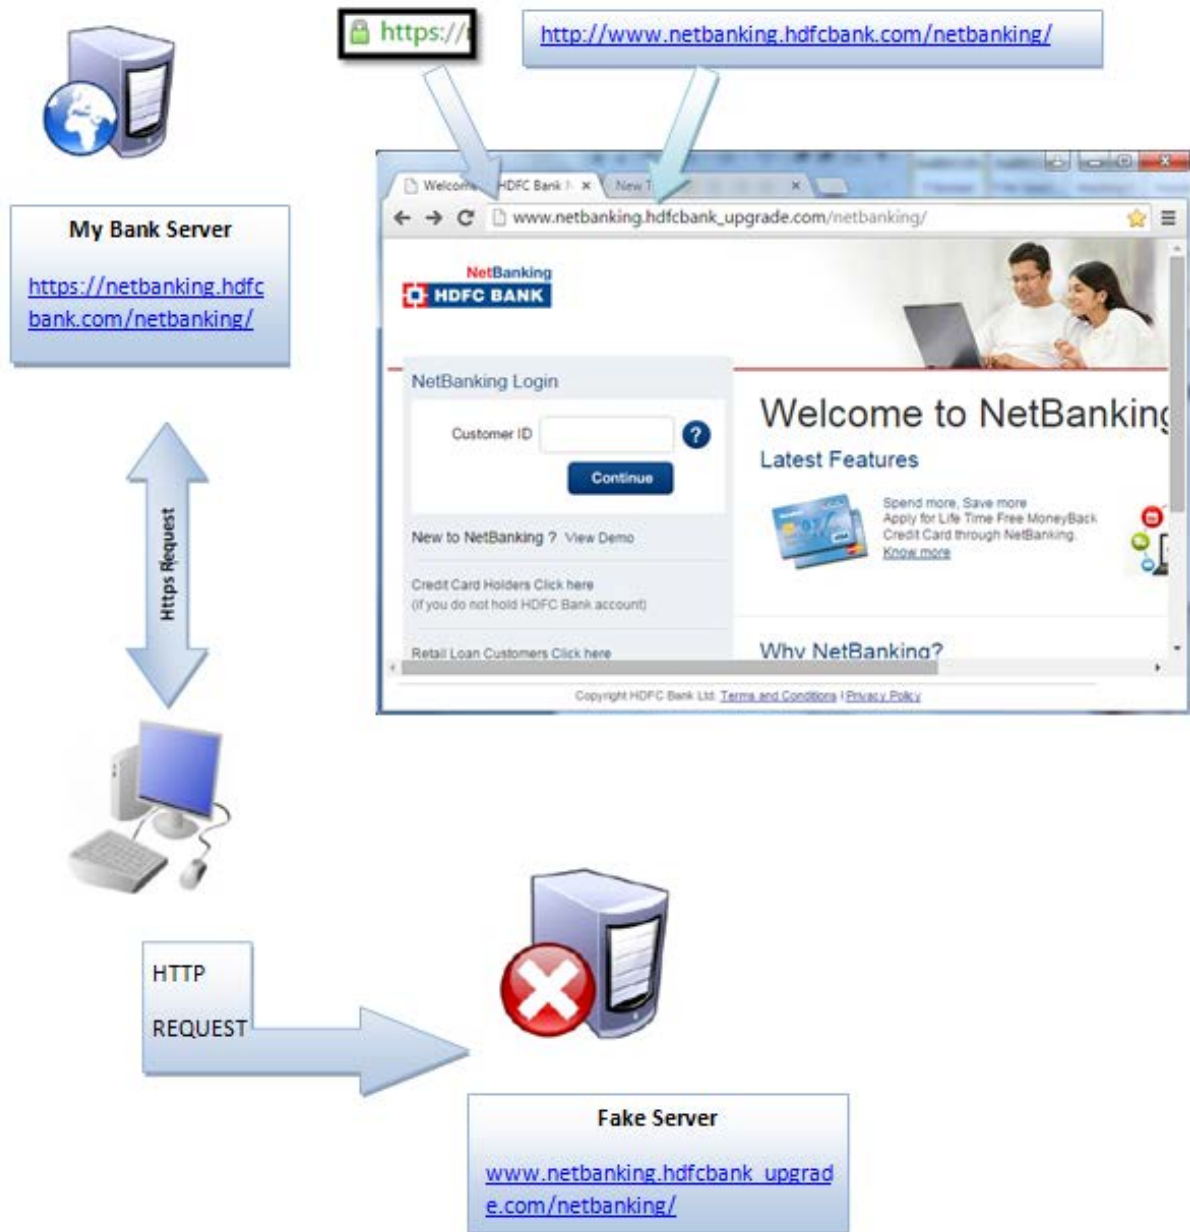 https://
http://www.netbanking.hdfcbank.com/netbanking/
My Bank Server
https://netbanking.hdfc
bank.com/netbanking/
Welcome HDFC Bank N
New T
www.netbanking.hdfcbank_upgrade.com/netbanking/
NetBanking
HDFC BANK
NetBanking Login
Customer ID
?
Continue
New to NetBanking ? View Demo
Credit Card Holders Click here
(if you do not hold HDFC Bank account)
Retail Loan Customers Click here
Welcome to NetBanking
Latest Features
Spend more, Save more
Apply for Life Time Free MoneyBack
Credit Card through NetBanking.
Know more
VISA
Why NetBanking?
Copyright HDFC Bank Ltd. Terms and Conditions | Privacy Policy
Https Request
HTTP
REQUEST
Fake Server
www.netbanking.hdfcbank_upgrad
e.com/netbanking/